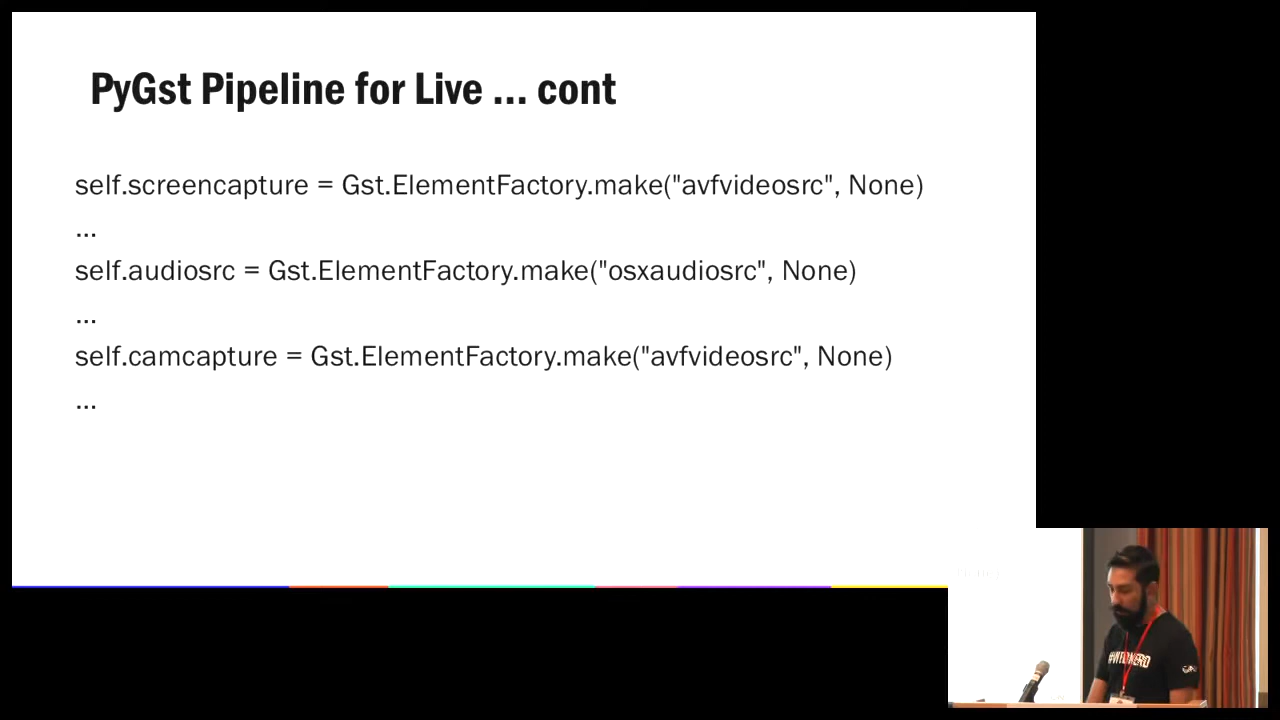 PyGst Pipeline for Live ... cont
self.screencapture = Gst.ElementFactory.make("avfvideosrc", None)
...
self.audiosrc = Gst.ElementFactory.make("osxaudiosrc", None)
...
self.camcapture = Gst.ElementFactory.make("avfvideosrc", None)
...